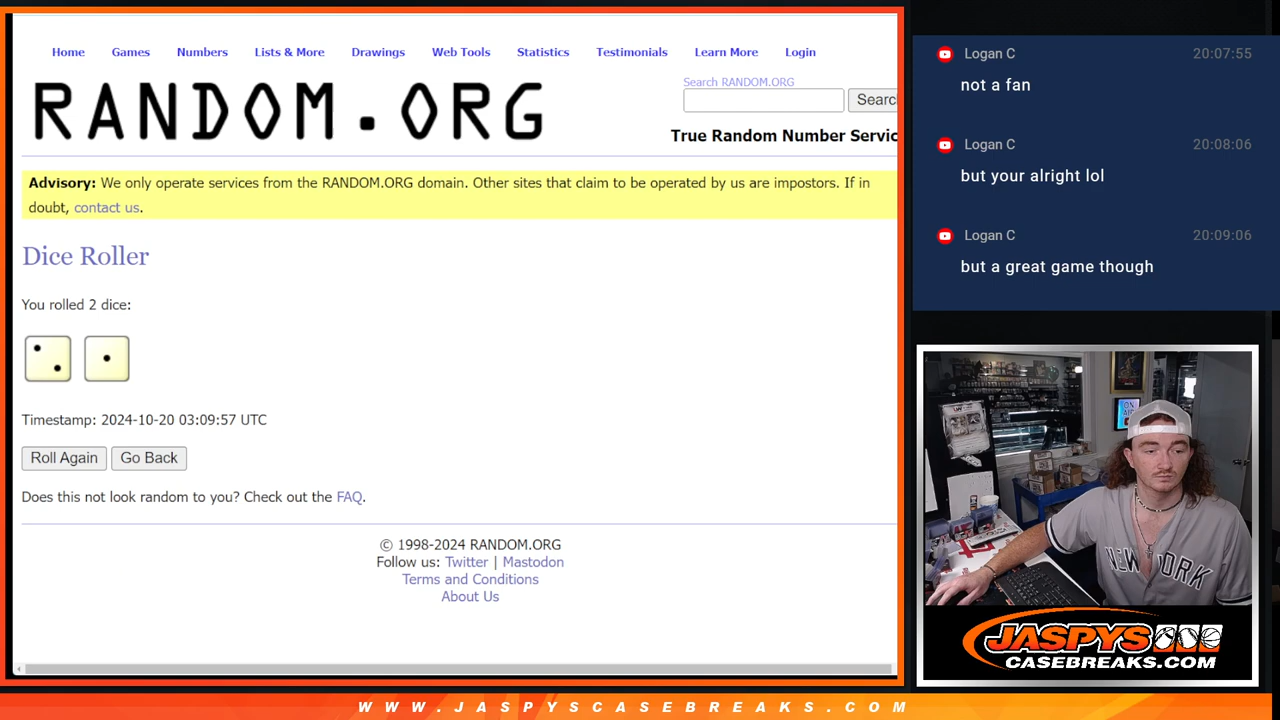 Home Games Numbers Lists & More Drawings Web Tools Statistics Testimonials Learn More Login
RANDOM.ORG
Search RANDOM.ORG
Searc
True Random Number Servic
Advisory: We only operate services from the RANDOM.ORG domain. Other sites that claim to be operated by us are impostors. If in
doubt, contact us.
Dice Roller
You rolled 2 dice:
Timestamp: 2024-10-20 03:09:57 UTC
Roll Again Go Back
Does this not look random to you? Check out the FAQ.
© 1998-2024 RANDOM.ORG
Follow us: Twitter | Mastodon
Terms and Conditions
About Us
Logan C 20:07:55
not a fan
Logan C 20:08:06
but your alright lol
Logan C 20:09:06
but a great game though
NEW YORK
JASPYS
CASEBREAKS.COM
WWW.JASPYSCASEBREAKS.COM